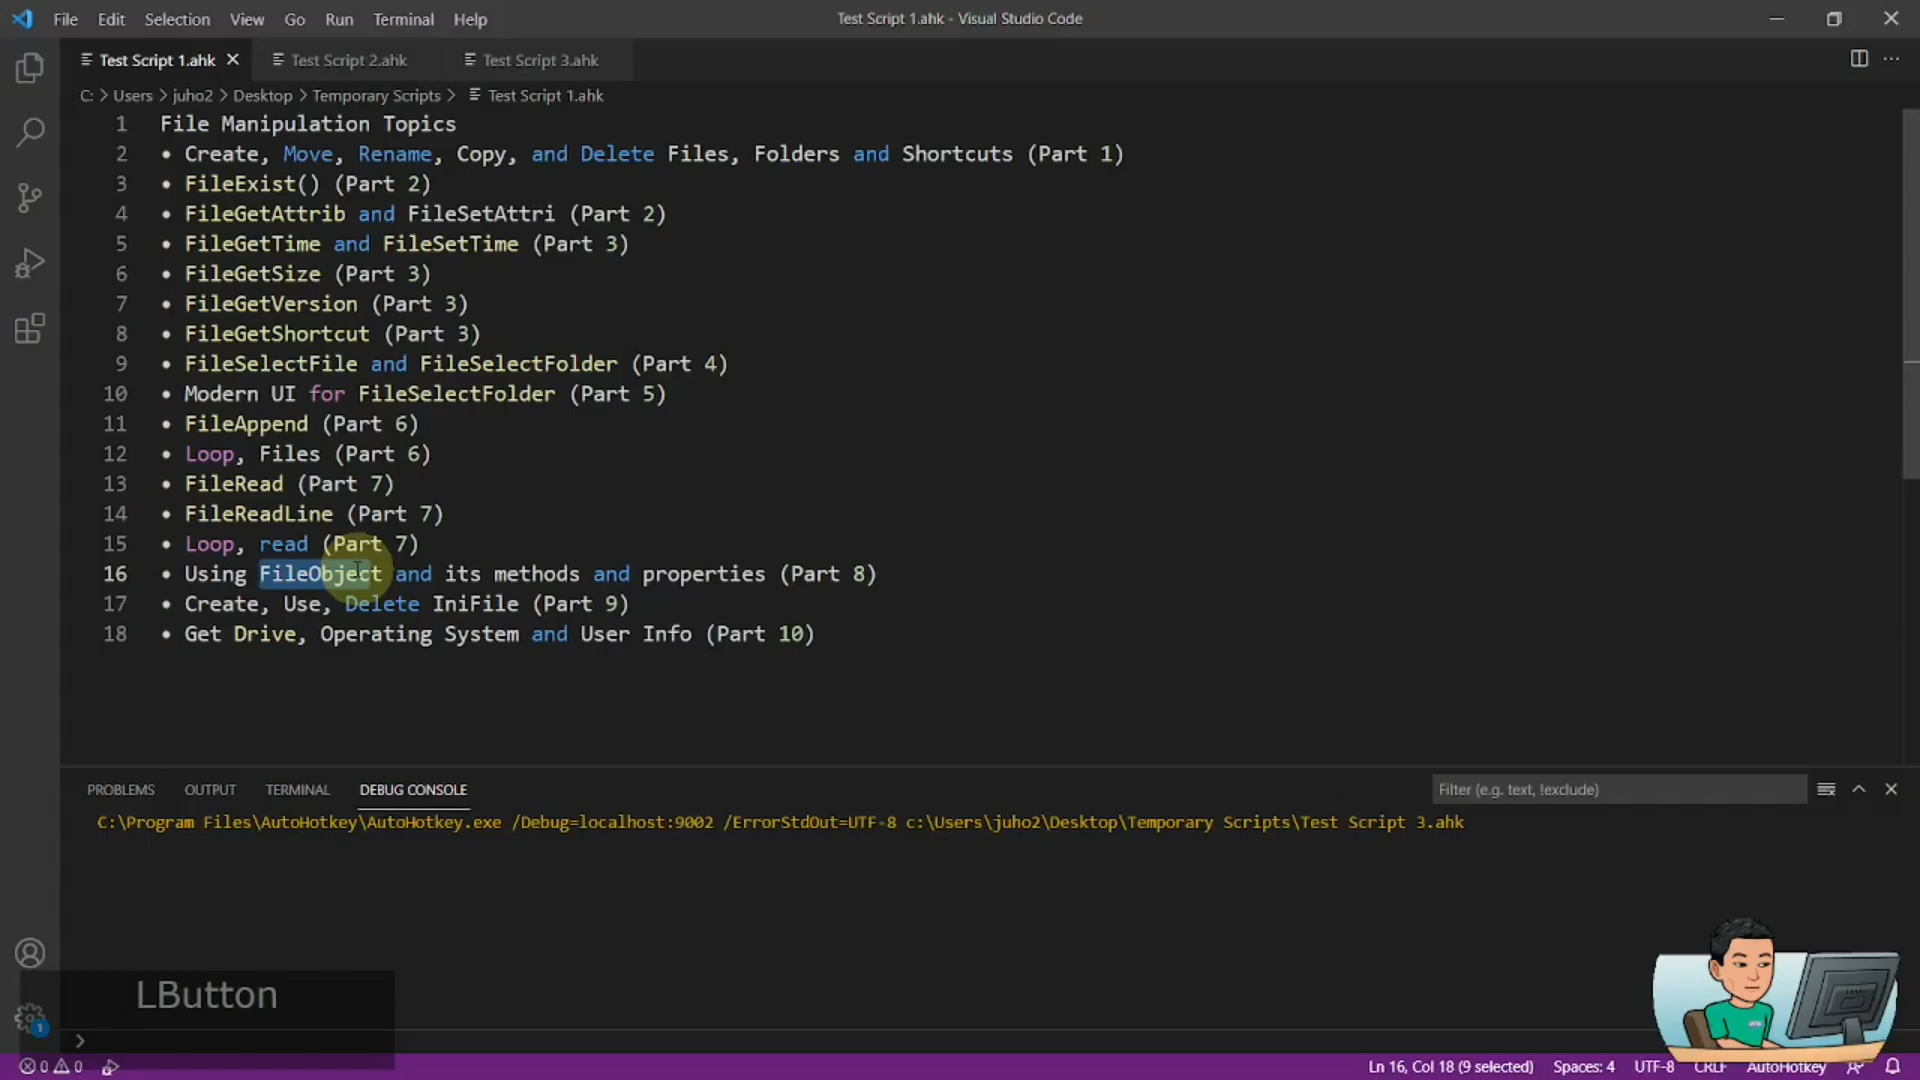 File Edit Selection View Go Run Terminal Help
Test Script 1.ahk - Visual Studio Code
Test Script 1.ahk
Test Script 2.ahk
Test Script 3.ahk
C: > Users > juho2 > Desktop > Temporary Scripts > Test Script 1.ahk
1 File Manipulation Topics
2 • Create, Move, Rename, Copy, and Delete Files, Folders and Shortcuts (Part 1)
3 • FileExist() (Part 2)
4 • FileGetAttrib and FileSetAttri (Part 2)
5 • FileGetTime and FileSetTime (Part 3)
6 • FileGetSize (Part 3)
7 • FileGetVersion (Part 3)
8 • FileGetShortcut (Part 3)
9 • FileSelectFile and FileSelectFolder (Part 4)
10 • Modern UI for FileSelectFolder (Part 5)
11 • FileAppend (Part 6)
12 • Loop, Files (Part 6)
13 • FileRead (Part 7)
14 • FileReadLine (Part 7)
15 • Loop, read (Part 7)
16 • Using FileObject and its methods and properties (Part 8)
17 • Create, Use, Delete IniFile (Part 9)
18 • Get Drive, Operating System and User Info (Part 10)
PROBLEMS OUTPUT TERMINAL DEBUG CONSOLE
Filter (e.g. text, !exclude)
C:\Program Files\AutoHotkey\AutoHotkey.exe /Debug=localhost:9002 /ErrorStdOut=UTF-8 c:\Users\juho2\Desktop\Temporary Scripts\Test Script 3.ahk
LButton
1
0 0
Ln 16, Col 18 (9 selected) Spaces: 4 UTF-8 CRLF AutoHotkey